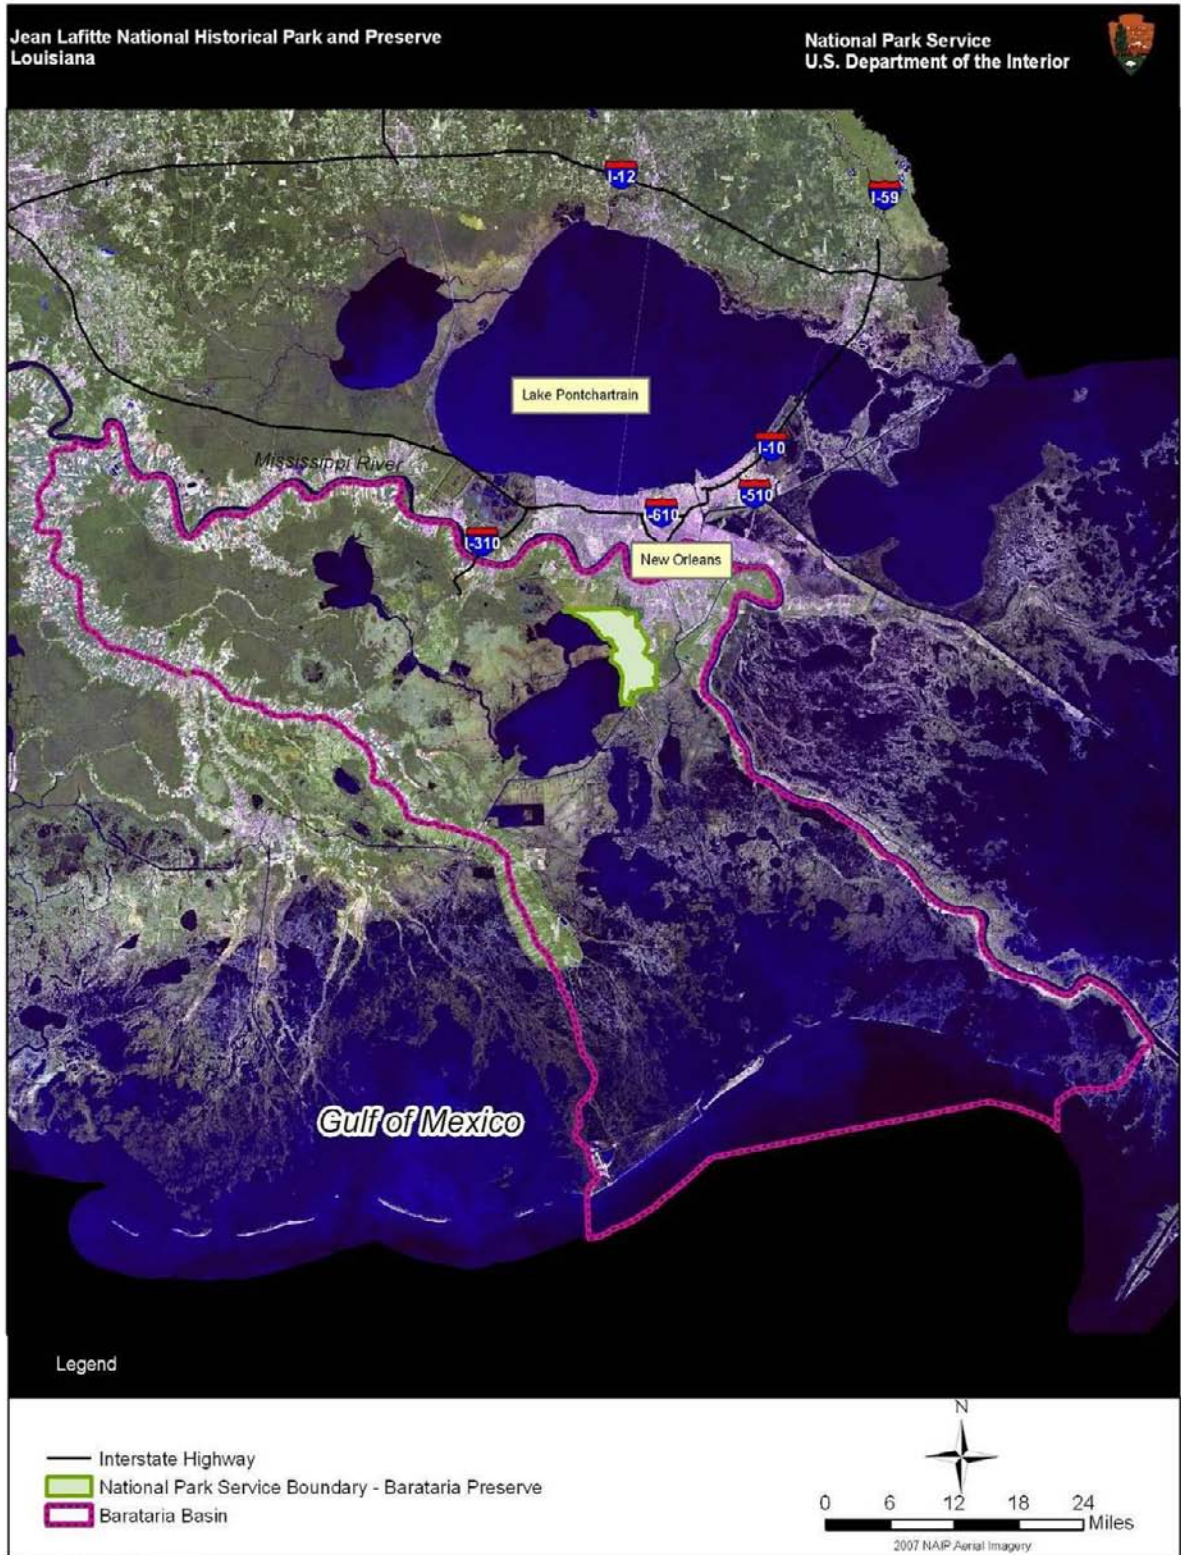 Jean Lafitte National Historical Park and Preserve
Louisiana
National Park Service
U.S. Department of the Interior
I-12
I-59
Lake Pontchartrain
Mississippi River
I-10
I-510
I-610
I-310
New Orleans
Gulf of Mexico
Legend
Interstate Highway
National Park Service Boundary - Barataria Preserve
Barataria Basin
N
0 6 12 18 24
Miles
2007 NAIP Aerial Imagery